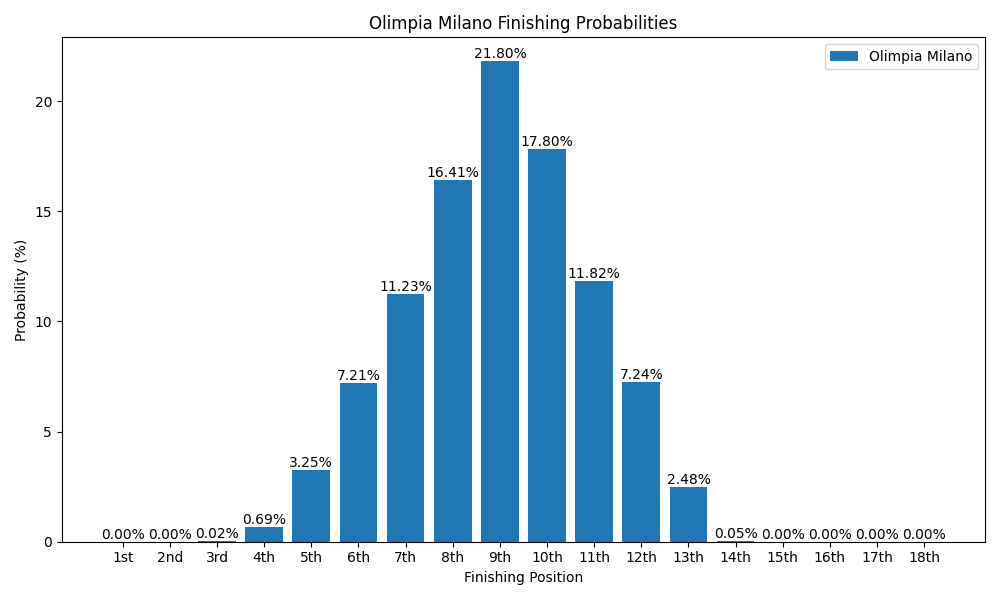 Olimpia Milano Finishing Probabilities
Olimpia Milano
Probability (%)
20
15
10
5
0
0.00% 0.00% 0.02% 0.69% 3.25% 7.21% 11.23% 16.41% 21.80% 17.80% 11.82% 7.24% 2.48% 0.05% 0.00% 0.00% 0.00% 0.00%
1st 2nd 3rd 4th 5th 6th 7th 8th 9th 10th 11th 12th 13th 14th 15th 16th 17th 18th
Finishing Position